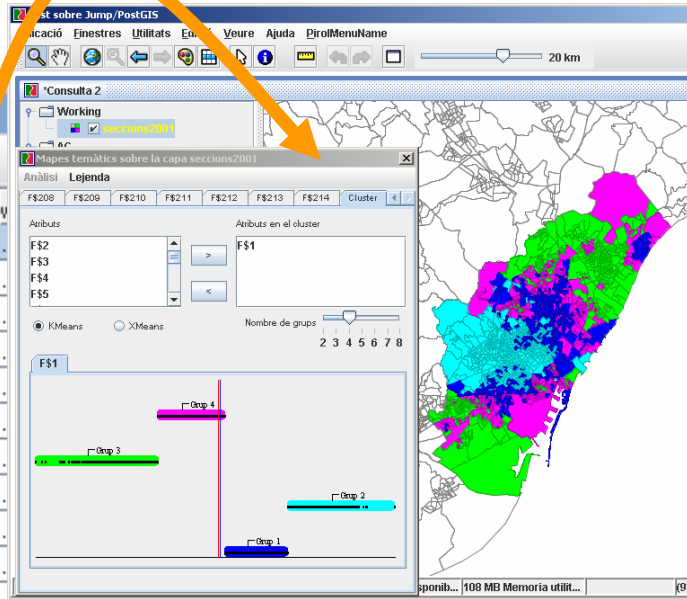 st sobre Jump/PostGIS
licació Finestres Utilitats Edició Veure Ajuda PirolMenuName
20 km
*Consulta 2
Working
seccions2001
AC
Mapes temàtics sobre la capa seccions2001
Anàlisi Lejenda
F$208 F$209 F$210 F$211 F$212 F$213 F$214 Cluster
Atributs
Atributs en el cluster
F$2
F$3
F$4
F$5
>
<
F$1
KMeans XMeans
Nombre de grups
2 3 4 5 6 7 8
F$1
Grup 4
Grup 3
Grup 2
Grup 1
sponib... 108 MB Memoria utilit... (9